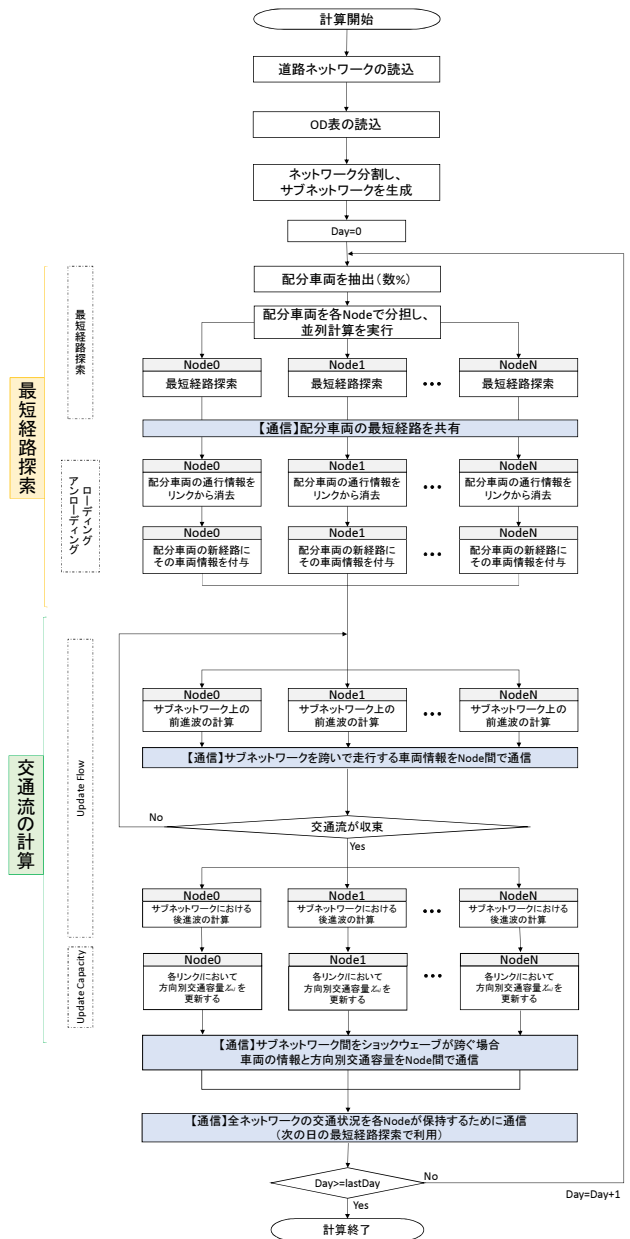 計算開始
道路ネットワークの読込
OD表の読込
ネットワーク分割し、
サブネットワークを生成
Day=0
最短経路探索
最短経路探索
配分車両を抽出(数%)
配分車両を各Nodeで分担し、
並列計算を実行
Node0
最短経路探索
Node1
最短経路探索
•••
NodeN
最短経路探索
【通信】配分車両の最短経路を共有
ローディング
アンローディング
Node0
配分車両の通行情報を
リンクから消去
Node1
配分車両の通行情報を
リンクから消去
•••
NodeN
配分車両の通行情報を
リンクから消去
Node0
配分車両の新経路に
その車両情報を付与
Node1
配分車両の新経路に
その車両情報を付与
•••
NodeN
配分車両の新経路に
その車両情報を付与
交通流の計算
Update Flow
Node0
サブネットワーク上の
前進波の計算
Node1
サブネットワーク上の
前進波の計算
•••
NodeN
サブネットワーク上の
前進波の計算
【通信】サブネットワークを跨いで走行する車両情報をNode間で通信
No
交通流が収束
Yes
Node0
サブネットワークにおける
後進波の計算
Node1
サブネットワークにおける
後進波の計算
•••
NodeN
サブネットワークにおける
後進波の計算
Update Capacity
Node0
各リンクlにおいて
方向別交通容量を
更新する
Node1
各リンクlにおいて
方向別交通容量を
更新する
•••
NodeN
各リンクlにおいて
方向別交通容量を
更新する
【通信】サブネットワーク間をショックウェーブが跨ぐ場合
車両の情報と方向別交通容量をNode間で通信
【通信】全ネットワークの交通状況を各Nodeが保持するために通信
(次の日の最短経路探索で利用)
Day>=lastDay
No
Day=Day+1
Yes
計算終了